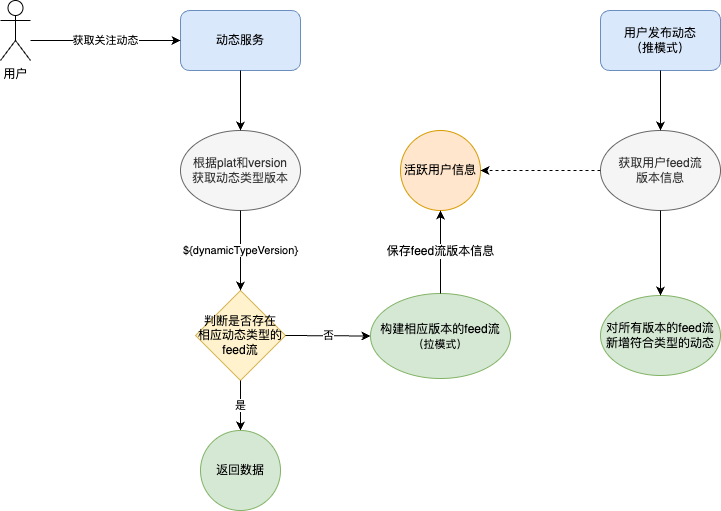 用户
获取关注动态
动态服务
根据plat和version
获取动态类型版本
${dynamicTypeVersion}
判断是否存在
相应动态类型的
feed流
是
返回数据
否
构建相应版本的feed流
（拉模式）
保存feed流版本信息
活跃用户信息
用户发布动态
（推模式）
获取用户feed流
版本信息
对所有版本的feed流
新增符合类型的动态